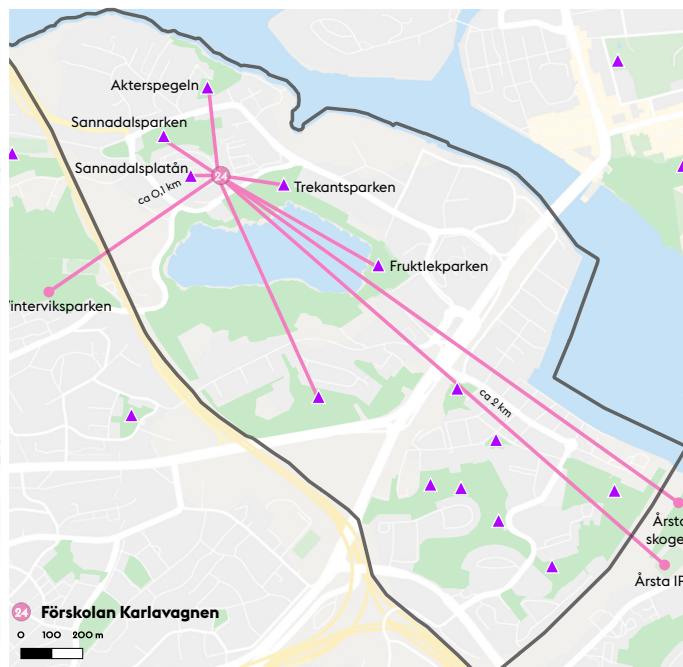 Akterspegeln
Sannadalsparken
Sannadalsplatån
24
ca 0,1 km
Trekantsparken
Fruktlekparken
interviksparken
ca 2 km
Årsta
skoge
Årsta IP
24 Förskolan Karlavagnen
0 100 200 m